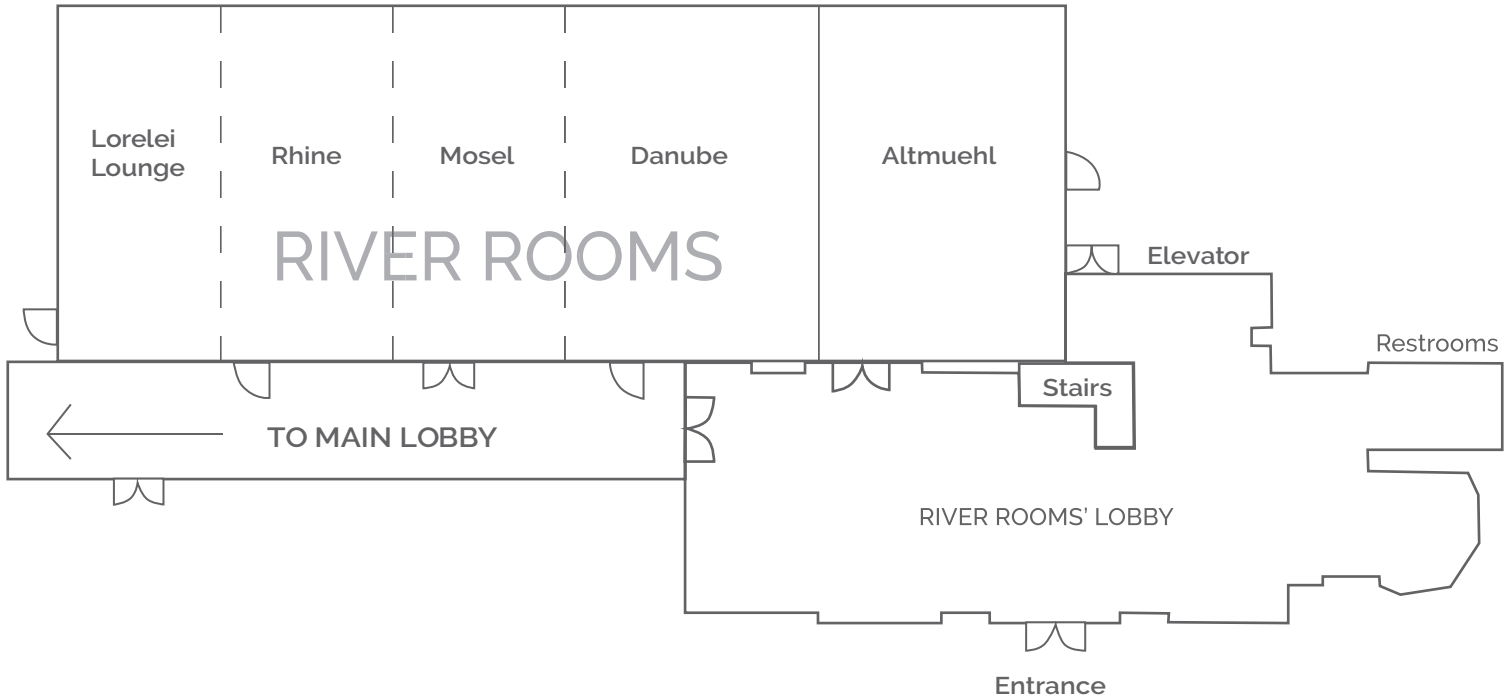 Lorelei
Lounge
Rhine
Mosel
Danube
Altmuehl
RIVER ROOMS
Elevator
Restrooms
Stairs
TO MAIN LOBBY
RIVER ROOMS’ LOBBY
Entrance